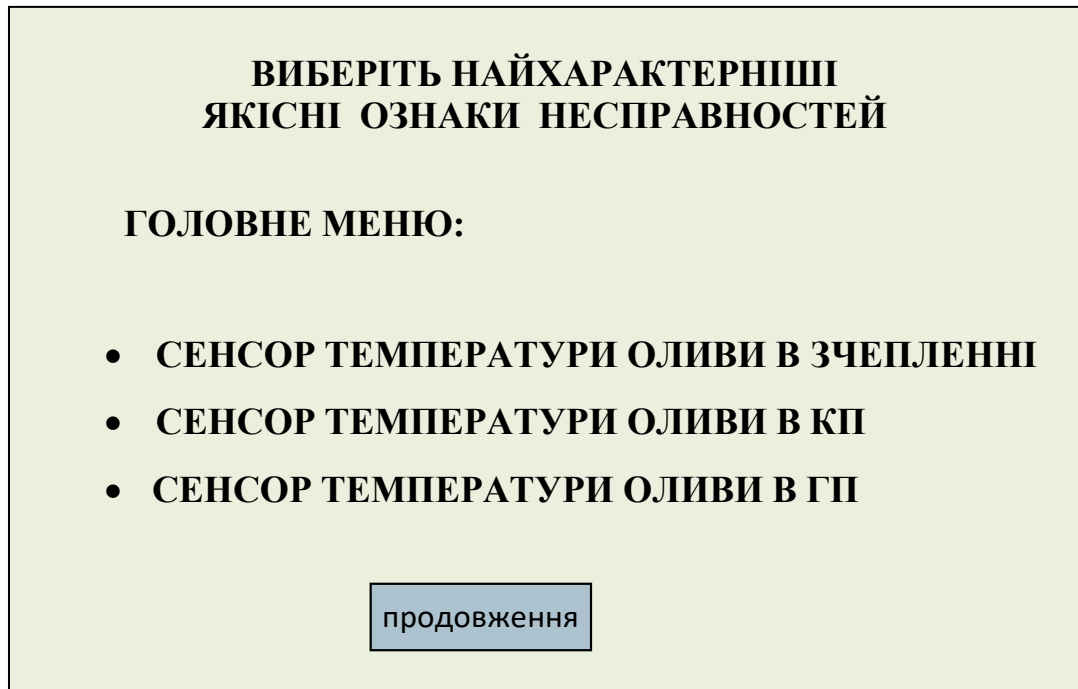 ВИБЕРІТЬ НАЙХАРАКТЕРНІШІ
ЯКІСНІ ОЗНАКИ НЕСПРАВНОСТЕЙ
ГОЛОВНЕ МЕНЮ:
• СЕНСОР ТЕМПЕРАТУРИ ОЛИВИ В ЗЧЕПЛЕННІ
• СЕНСОР ТЕМПЕРАТУРИ ОЛИВИ В КП
• СЕНСОР ТЕМПЕРАТУРИ ОЛИВИ В ГП
продовження